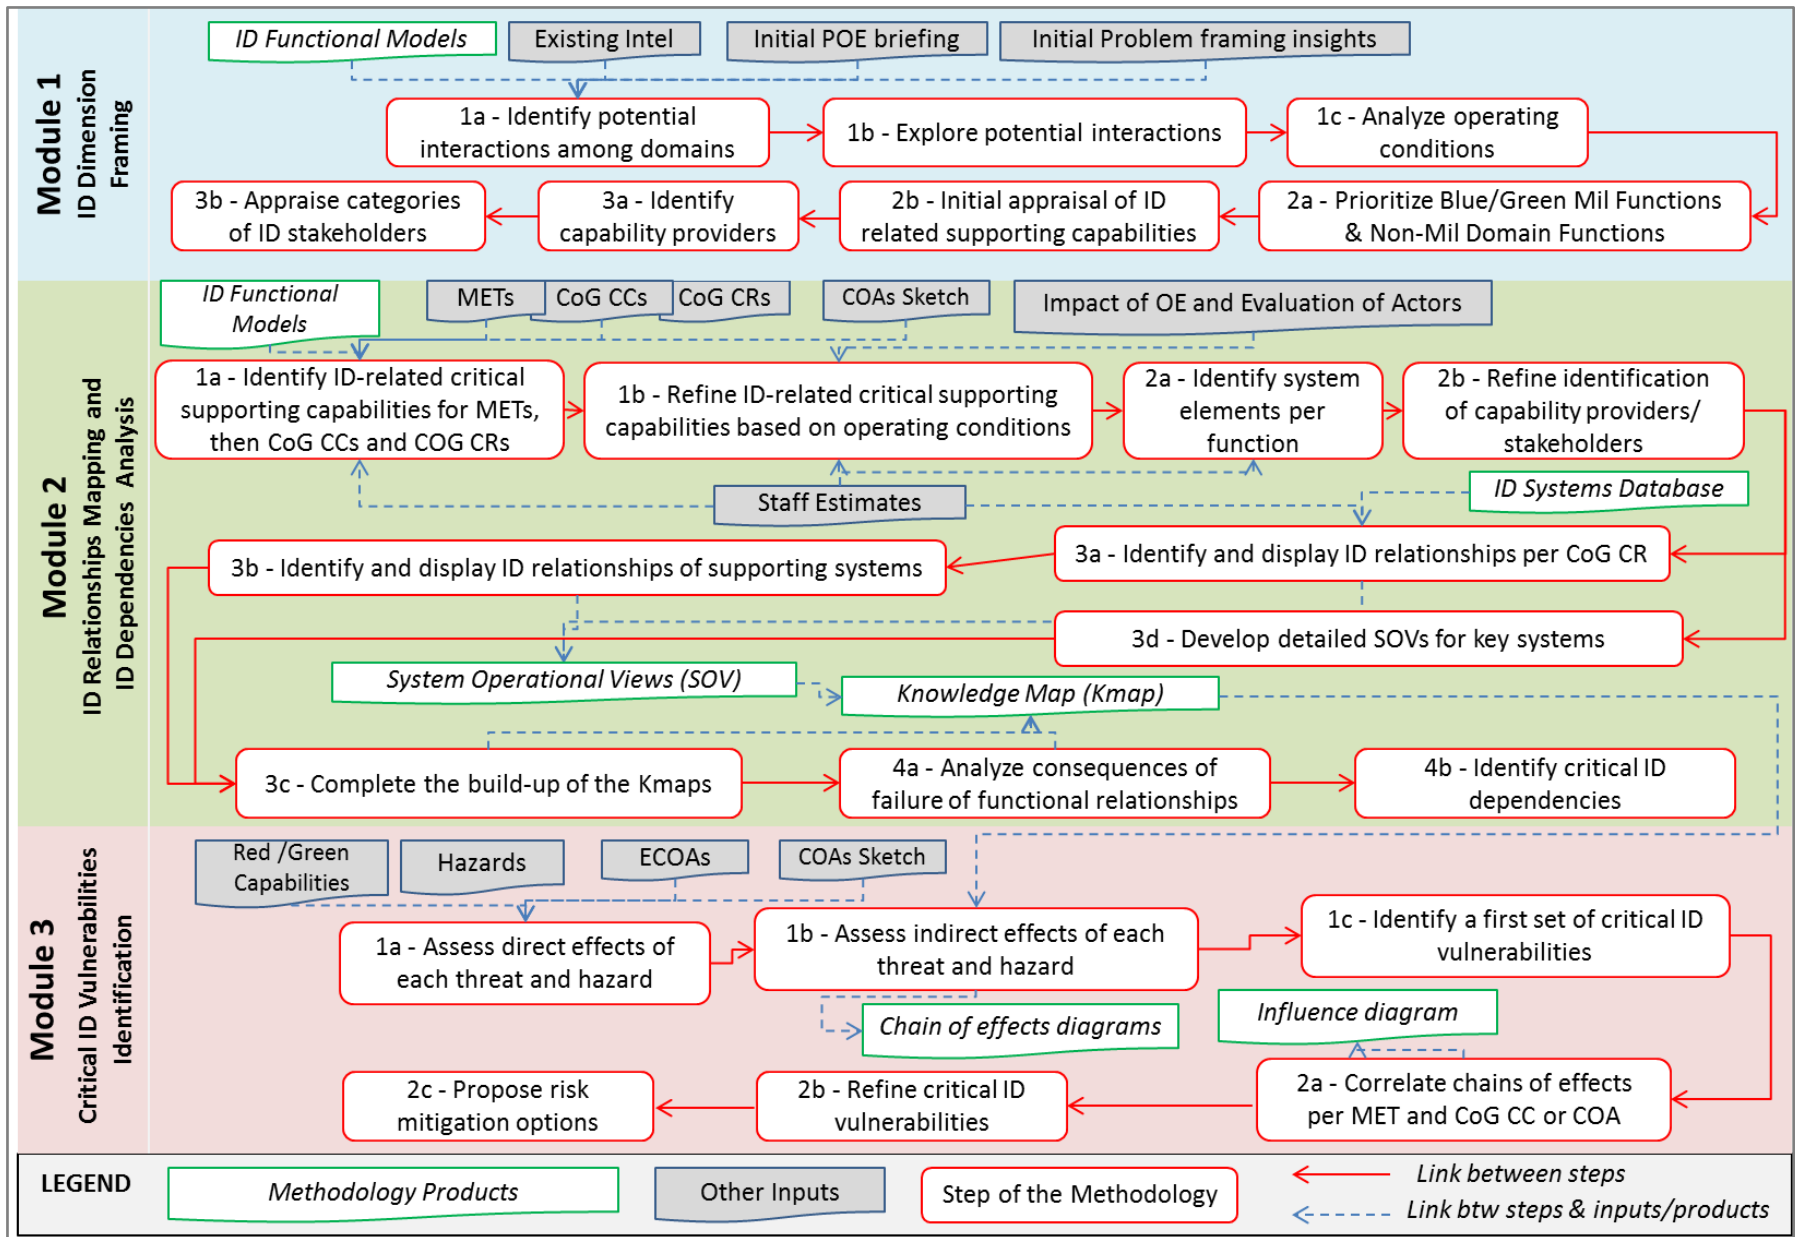 Module 1
ID Dimension
Framing
ID Functional Models
Existing Intel
Initial POE briefing
Initial Problem framing insights
1a - Identify potential
interactions among domains
1b - Explore potential interactions
1c - Analyze operating
conditions
3b - Appraise categories
of ID stakeholders
3a - Identify
capability providers
2b - Initial appraisal of ID
related supporting capabilities
2a - Prioritize Blue/Green Mil Functions
& Non-Mil Domain Functions
Module 2
ID Relationships Mapping and
ID Dependencies Analysis
ID Functional
Models
METs
CoG CCs
CoG CRs
COAs Sketch
Impact of OE and Evaluation of Actors
1a - Identify ID-related critical
supporting capabilities for METs,
then CoG CCs and COG CRs
1b - Refine ID-related critical supporting
capabilities based on operating conditions
2a - Identify system
elements per
function
2b - Refine identification
of capability providers/
stakeholders
Staff Estimates
ID Systems Database
3b - Identify and display ID relationships of supporting systems
3a - Identify and display ID relationships per CoG CR
3d - Develop detailed SOVs for key systems
System Operational Views (SOV)
Knowledge Map (Kmap)
3c - Complete the build-up of the Kmaps
4a - Analyze consequences of
failure of functional relationships
4b - Identify critical ID
dependencies
Module 3
Critical ID Vulnerabilities
Identification
Red /Green
Capabilities
Hazards
ECOAs
COAs Sketch
1a - Assess direct effects of
each threat and hazard
1b - Assess indirect effects of each
threat and hazard
1c - Identify a first set of critical ID
vulnerabilities
Chain of effects diagrams
Influence diagram
2c - Propose risk
mitigation options
2b - Refine critical ID
vulnerabilities
2a - Correlate chains of effects
per MET and CoG CC or COA
LEGEND
Methodology Products
Other Inputs
Step of the Methodology
Link between steps
Link btw steps & inputs/products